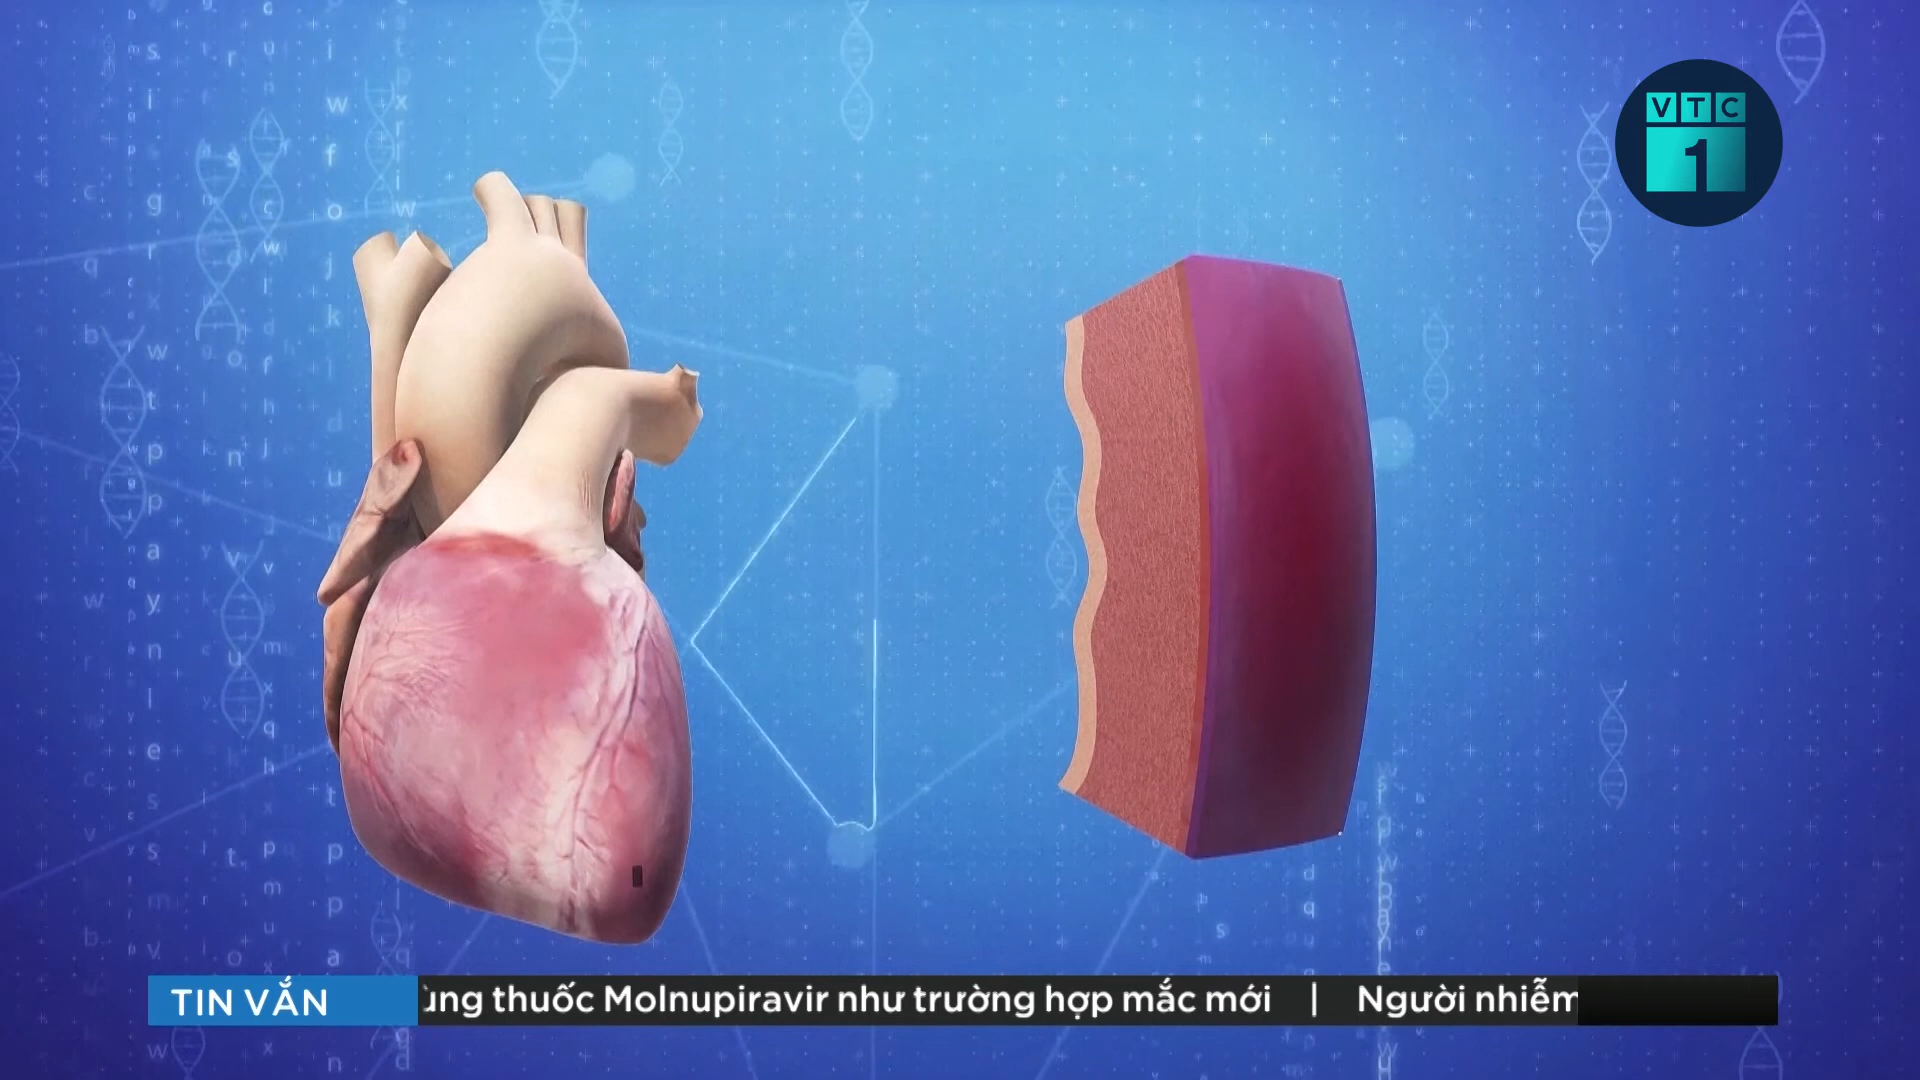 VTC
1
TIN VẮN
ùng thuốc Molnupiravir như trường hợp mắc mới | Người nhiễm